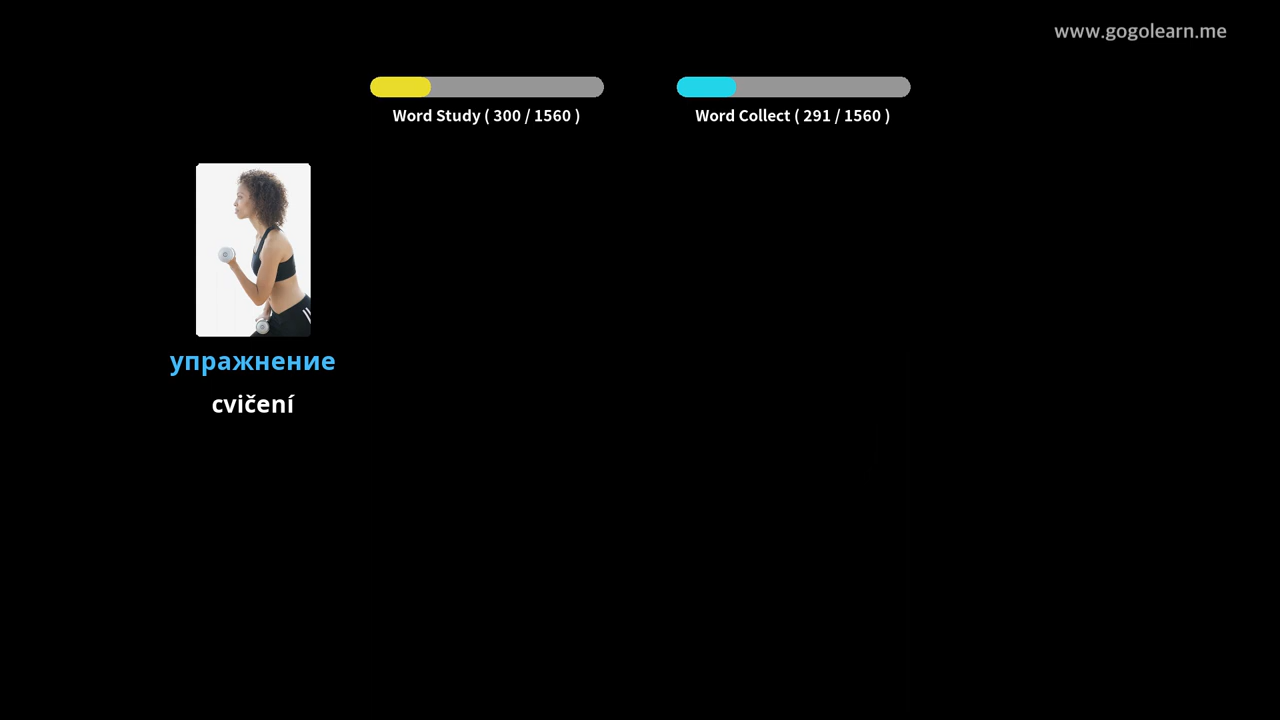 www.gogolearn.me
Word Study ( 300 / 1560 )
Word Collect ( 291 / 1560 )
упражнение
cvičení